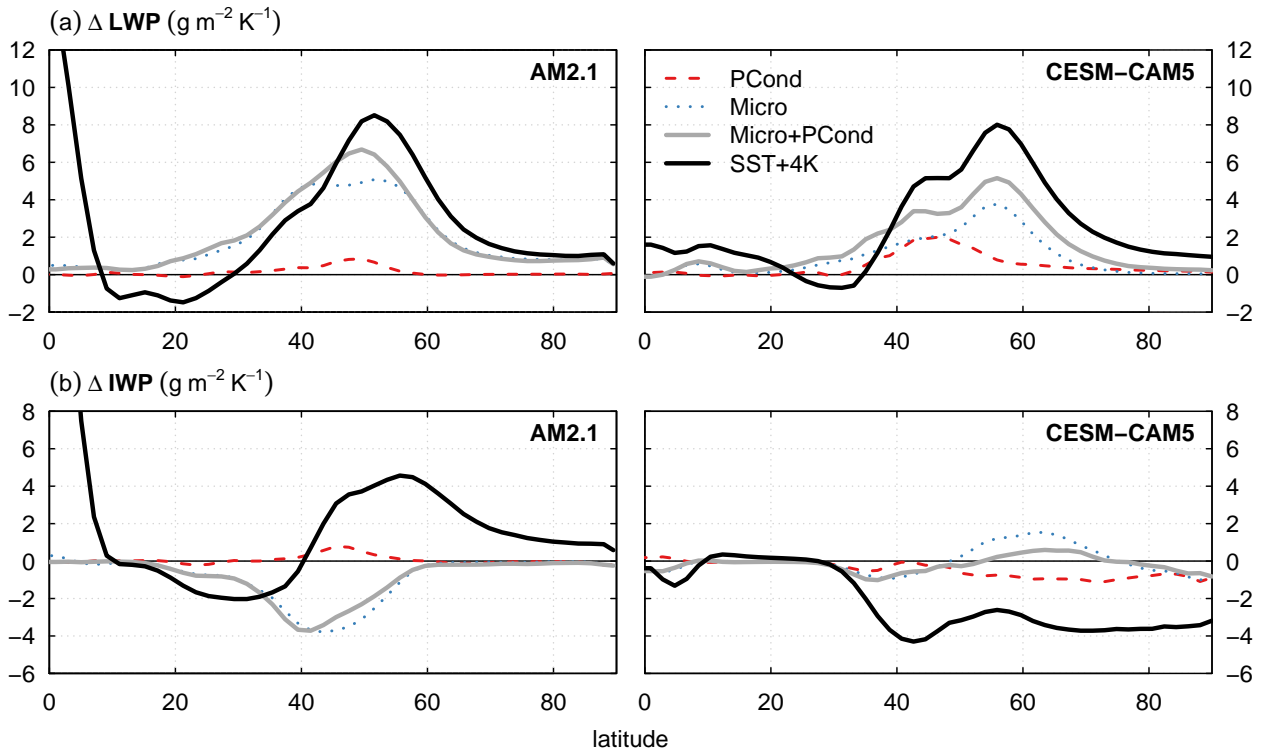 (a) Δ LWP (g m⁻² K⁻¹)
12 10 8 6 4 2 0 −2
AM2.1
0 20 40 60 80
PCond
Micro
Micro+PCond
SST+4K
CESM−CAM5
12 10 8 6 4 2 0 −2
0 20 40 60 80
(b) Δ IWP (g m⁻² K⁻¹)
8 6 4 2 0 −2 −4 −6
AM2.1
0 20 40 60 80
CESM−CAM5
8 6 4 2 0 −2 −4 −6
0 20 40 60 80
latitude